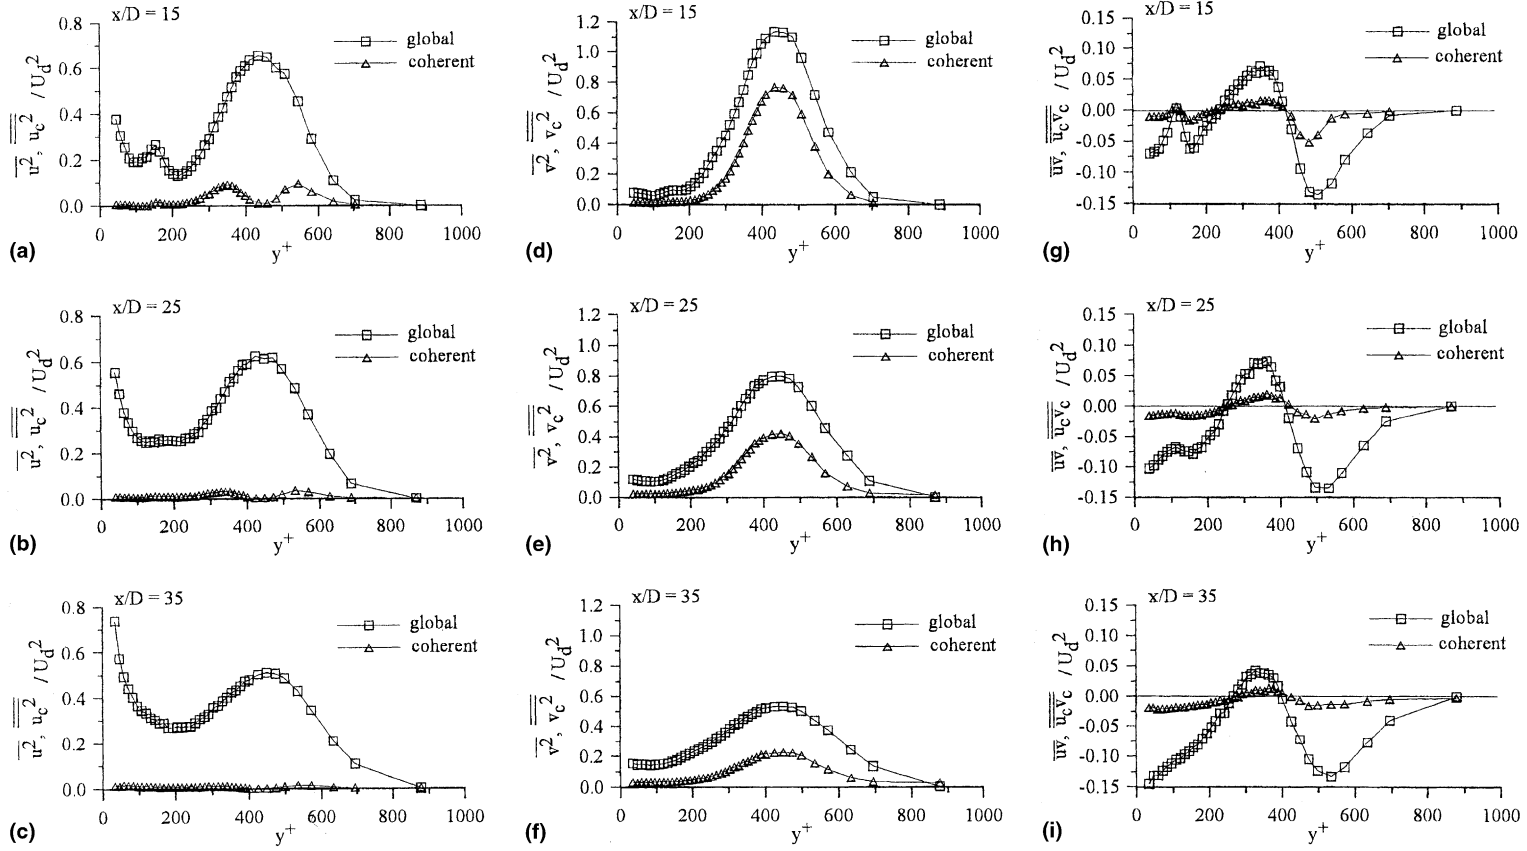 x/D = 15
global
coherent
u², u_c² / U_d²
0.8
0.6
0.4
0.2
0.0
0 200 400 600 800 1000
y⁺
(a)
x/D = 15
global
coherent
v², v_c² / U_d²
1.2
1.0
0.8
0.6
0.4
0.2
0.0
0 200 400 600 800 1000
y⁺
(d)
x/D = 15
global
coherent
uv, u_cv_c / U_d²
0.15
0.10
0.05
0.00
-0.05
-0.10
-0.15
0 200 400 600 800 1000
y⁺
(g)
x/D = 25
global
coherent
u², u_c² / U_d²
0.8
0.6
0.4
0.2
0.0
0 200 400 600 800 1000
y⁺
(b)
x/D = 25
global
coherent
v², v_c² / U_d²
1.2
1.0
0.8
0.6
0.4
0.2
0.0
0 200 400 600 800 1000
y⁺
(e)
x/D = 25
global
coherent
uv, u_cv_c / U_d²
0.15
0.10
0.05
0.00
-0.05
-0.10
-0.15
0 200 400 600 800 1000
y⁺
(h)
x/D = 35
global
coherent
u², u_c² / U_d²
0.8
0.6
0.4
0.2
0.0
0 200 400 600 800 1000
y⁺
(c)
x/D = 35
global
coherent
v², v_c² / U_d²
1.2
1.0
0.8
0.6
0.4
0.2
0.0
0 200 400 600 800 1000
y⁺
(f)
x/D = 35
global
coherent
uv, u_cv_c / U_d²
0.15
0.10
0.05
0.00
-0.05
-0.10
-0.15
0 200 400 600 800 1000
y⁺
(i)